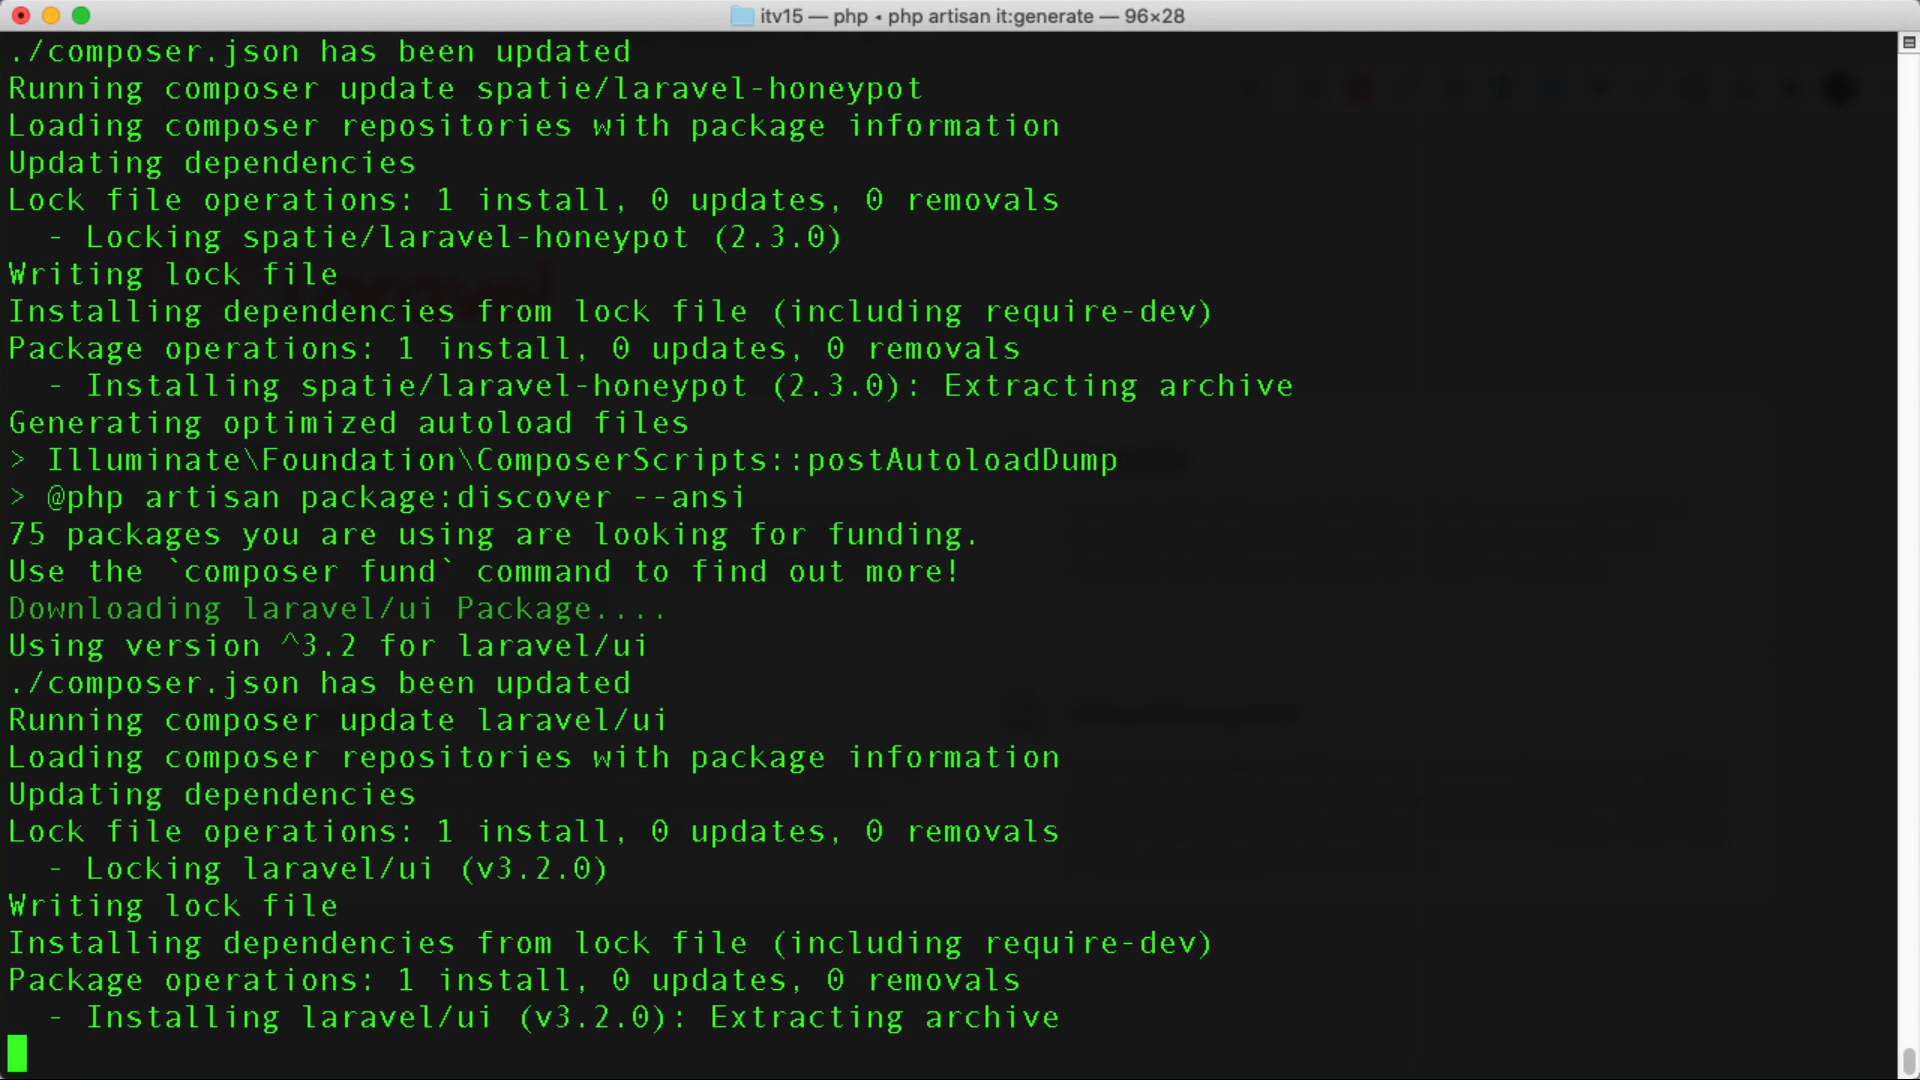 itv15 — php ◂ php artisan it:generate — 96×28
./composer.json has been updated
Running composer update spatie/laravel-honeypot
Loading composer repositories with package information
Updating dependencies
Lock file operations: 1 install, 0 updates, 0 removals
  - Locking spatie/laravel-honeypot (2.3.0)
Writing lock file
Installing dependencies from lock file (including require-dev)
Package operations: 1 install, 0 updates, 0 removals
  - Installing spatie/laravel-honeypot (2.3.0): Extracting archive
Generating optimized autoload files
> Illuminate\Foundation\ComposerScripts::postAutoloadDump
> @php artisan package:discover --ansi
75 packages you are using are looking for funding.
Use the `composer fund` command to find out more!
Downloading laravel/ui Package....
Using version ^3.2 for laravel/ui
./composer.json has been updated
Running composer update laravel/ui
Loading composer repositories with package information
Updating dependencies
Lock file operations: 1 install, 0 updates, 0 removals
  - Locking laravel/ui (v3.2.0)
Writing lock file
Installing dependencies from lock file (including require-dev)
Package operations: 1 install, 0 updates, 0 removals
  - Installing laravel/ui (v3.2.0): Extracting archive